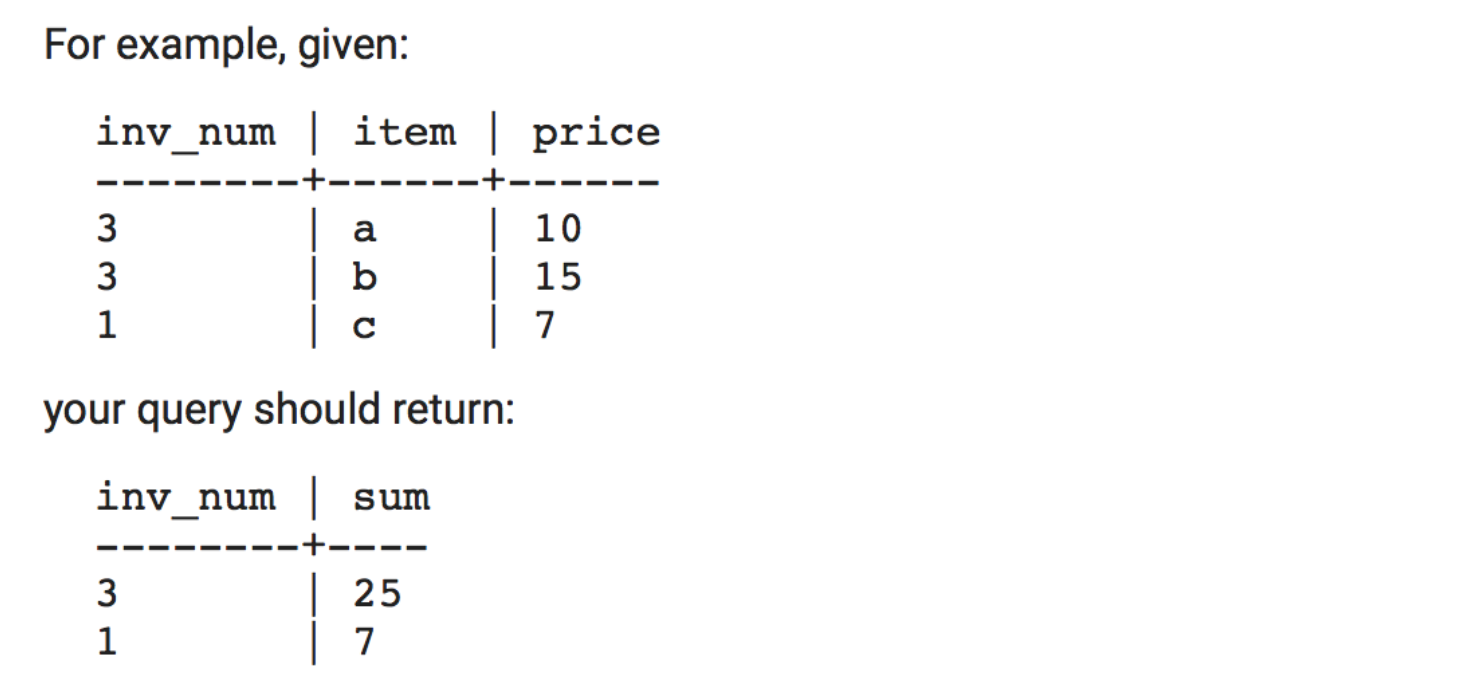 For example, given:
inv_num | item | price
--------+------+------
3       | a    | 10
3       | b    | 15
1       | c    | 7
your query should return:
inv_num | sum
--------+----
3       | 25
1       | 7